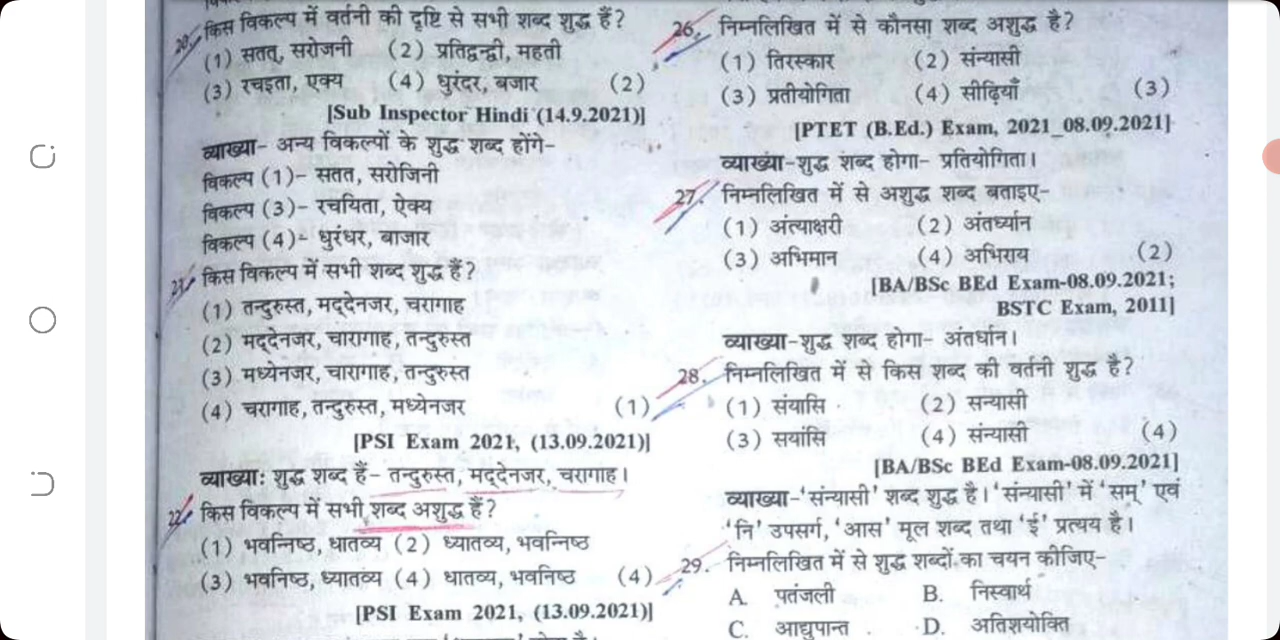 20. किस विकल्प में वर्तनी की दृष्टि से सभी शब्द शुद्ध हैं?
(1) सतत्, सरोजनी (2) प्रतिद्वन्द्वी, महती
(3) रचइता, एक्य (4) धुरंदर, बजार (2)
[Sub Inspector Hindi (14.9.2021)]
व्याख्या- अन्य विकल्पों के शुद्ध शब्द होंगे-
विकल्प (1)- सतत, सरोजिनी
विकल्प (3)- रचयिता, ऐक्य
विकल्प (4)- धुरंधर, बाजार
21. किस विकल्प में सभी शब्द शुद्ध हैं?
(1) तन्दुरुस्त, मद्देनजर, चरागाह
(2) मद्देनजर, चारागाह, तन्दुरुस्त
(3) मध्येनजर, चारागाह, तन्दुरुस्त
(4) चरागाह, तन्दुरुस्त, मध्येनजर (1)
[PSI Exam 2021, (13.09.2021)]
व्याख्याः शुद्ध शब्द हैं- तन्दुरुस्त, मद्देनजर, चरागाह।
22. किस विकल्प में सभी शब्द अशुद्ध हैं?
(1) भवन्निष्ठ, धातव्य (2) ध्यातव्य, भवन्निष्ठ
(3) भवनिष्ठ, ध्यातव्य (4) धातव्य, भवनिष्ठ (4)
[PSI Exam 2021, (13.09.2021)]
26. निम्नलिखित में से कौनसा शब्द अशुद्ध है?
(1) तिरस्कार (2) संन्यासी
(3) प्रतीयोगिता (4) सीढ़ियाँ (3)
[PTET (B.Ed.) Exam, 2021_08.09.2021]
व्याख्या-शुद्ध शब्द होगा- प्रतियोगिता।
27. निम्नलिखित में से अशुद्ध शब्द बताइए-
(1) अंत्याक्षरी (2) अंतर्ध्यान
(3) अभिमान (4) अभिराय (2)
[BA/BSc BEd Exam-08.09.2021;
BSTC Exam, 2011]
व्याख्या-शुद्ध शब्द होगा- अंतर्धान।
28. निम्नलिखित में से किस शब्द की वर्तनी शुद्ध है?
(1) संयासि (2) सन्यासी
(3) सयांसि (4) संन्यासी (4)
[BA/BSc BEd Exam-08.09.2021]
व्याख्या-'संन्यासी' शब्द शुद्ध है। 'संन्यासी' में 'सम्' एवं
'नि' उपसर्ग, 'आस' मूल शब्द तथा 'ई' प्रत्यय है।
29. निम्नलिखित में से शुद्ध शब्दों का चयन कीजिए-
A. पतंजली B. निस्वार्थ
C. आद्युपान्त D. अतिशयोक्ति